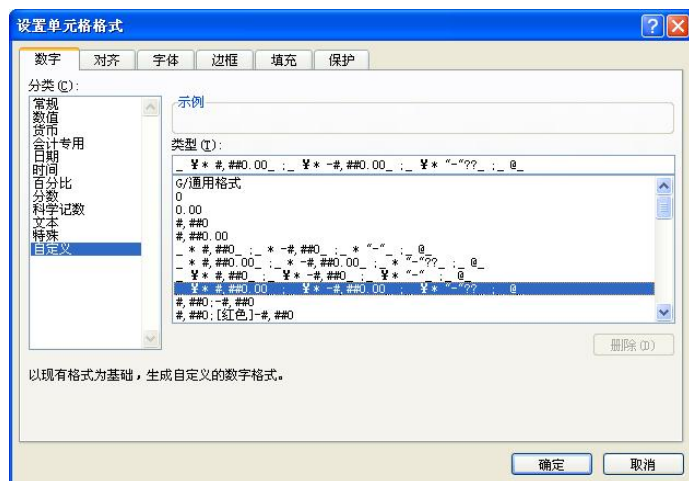 设置单元格格式
数字 对齐 字体 边框 填充 保护
分类(C):
常规
数值
货币
会计专用
日期
时间
百分比
分数
科学记数
文本
特殊
自定义
示例
类型(T):
_ ¥* #,##0.00_ ;_ ¥* -#,##0.00_ ;_ ¥* "-"??_ ;_ @_
G/通用格式
0
0.00
#,##0
#,##0.00
_ * #,##0_ ;_ * -#,##0_ ;_ * "-"_ ;_ @_
_ * #,##0.00_ ;_ * -#,##0.00_ ;_ * "-"??_ ;_ @_
_ ¥* #,##0_ ;_ ¥* -#,##0_ ;_ ¥* "-"_ ;_ @_
_ ¥* #,##0.00_ ;_ ¥* -#,##0.00_ ;_ ¥* "-"??_ ;_ @_
#,##0;-#,##0
#,##0;[红色]-#,##0
删除(D)
以现有格式为基础，生成自定义的数字格式。
确定 取消